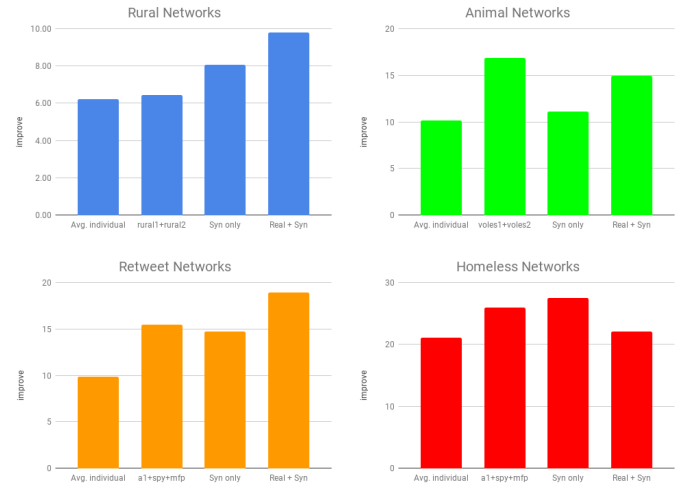 Rural Networks
10.00
8.00
6.00
4.00
2.00
0.00
improve
Avg. individual rural1+rural2 Syn only Real + Syn
Animal Networks
20
15
10
5
0
improve
Avg. individual voles1+voles2 Syn only Real + Syn
Retweet Networks
20
15
10
5
0
improve
Avg. individual a1+spy+mfp Syn only Real + Syn
Homeless Networks
30
20
10
0
improve
Avg. individual a1+spy+mfp Syn only Real + Syn